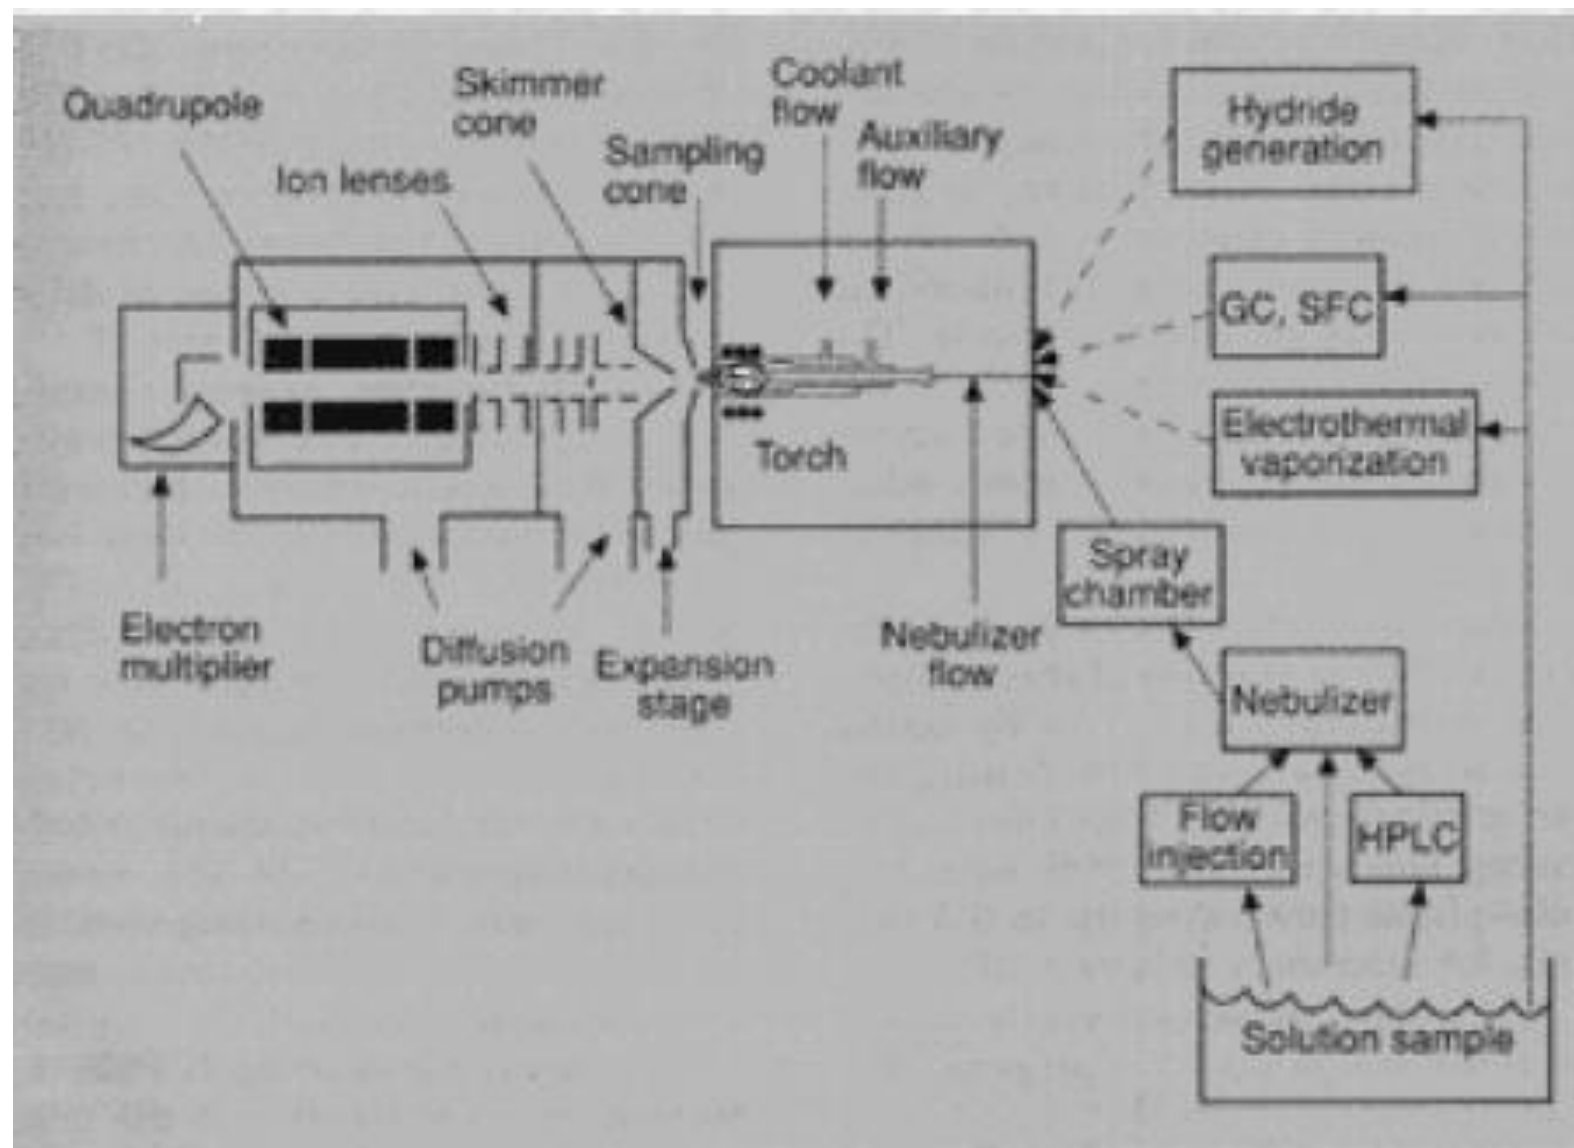 Quadrupole
Skimmer
cone
Ion lenses
Sampling
cone
Coolant
flow
Auxiliary
flow
Hydride
generation
GC, SFC
Electrothermal
vaporization
Torch
Spray
chamber
Electron
multiplier
Diffusion
pumps
Expansion
stage
Nebulizer
flow
Nebulizer
Flow
injection
HPLC
Solution sample